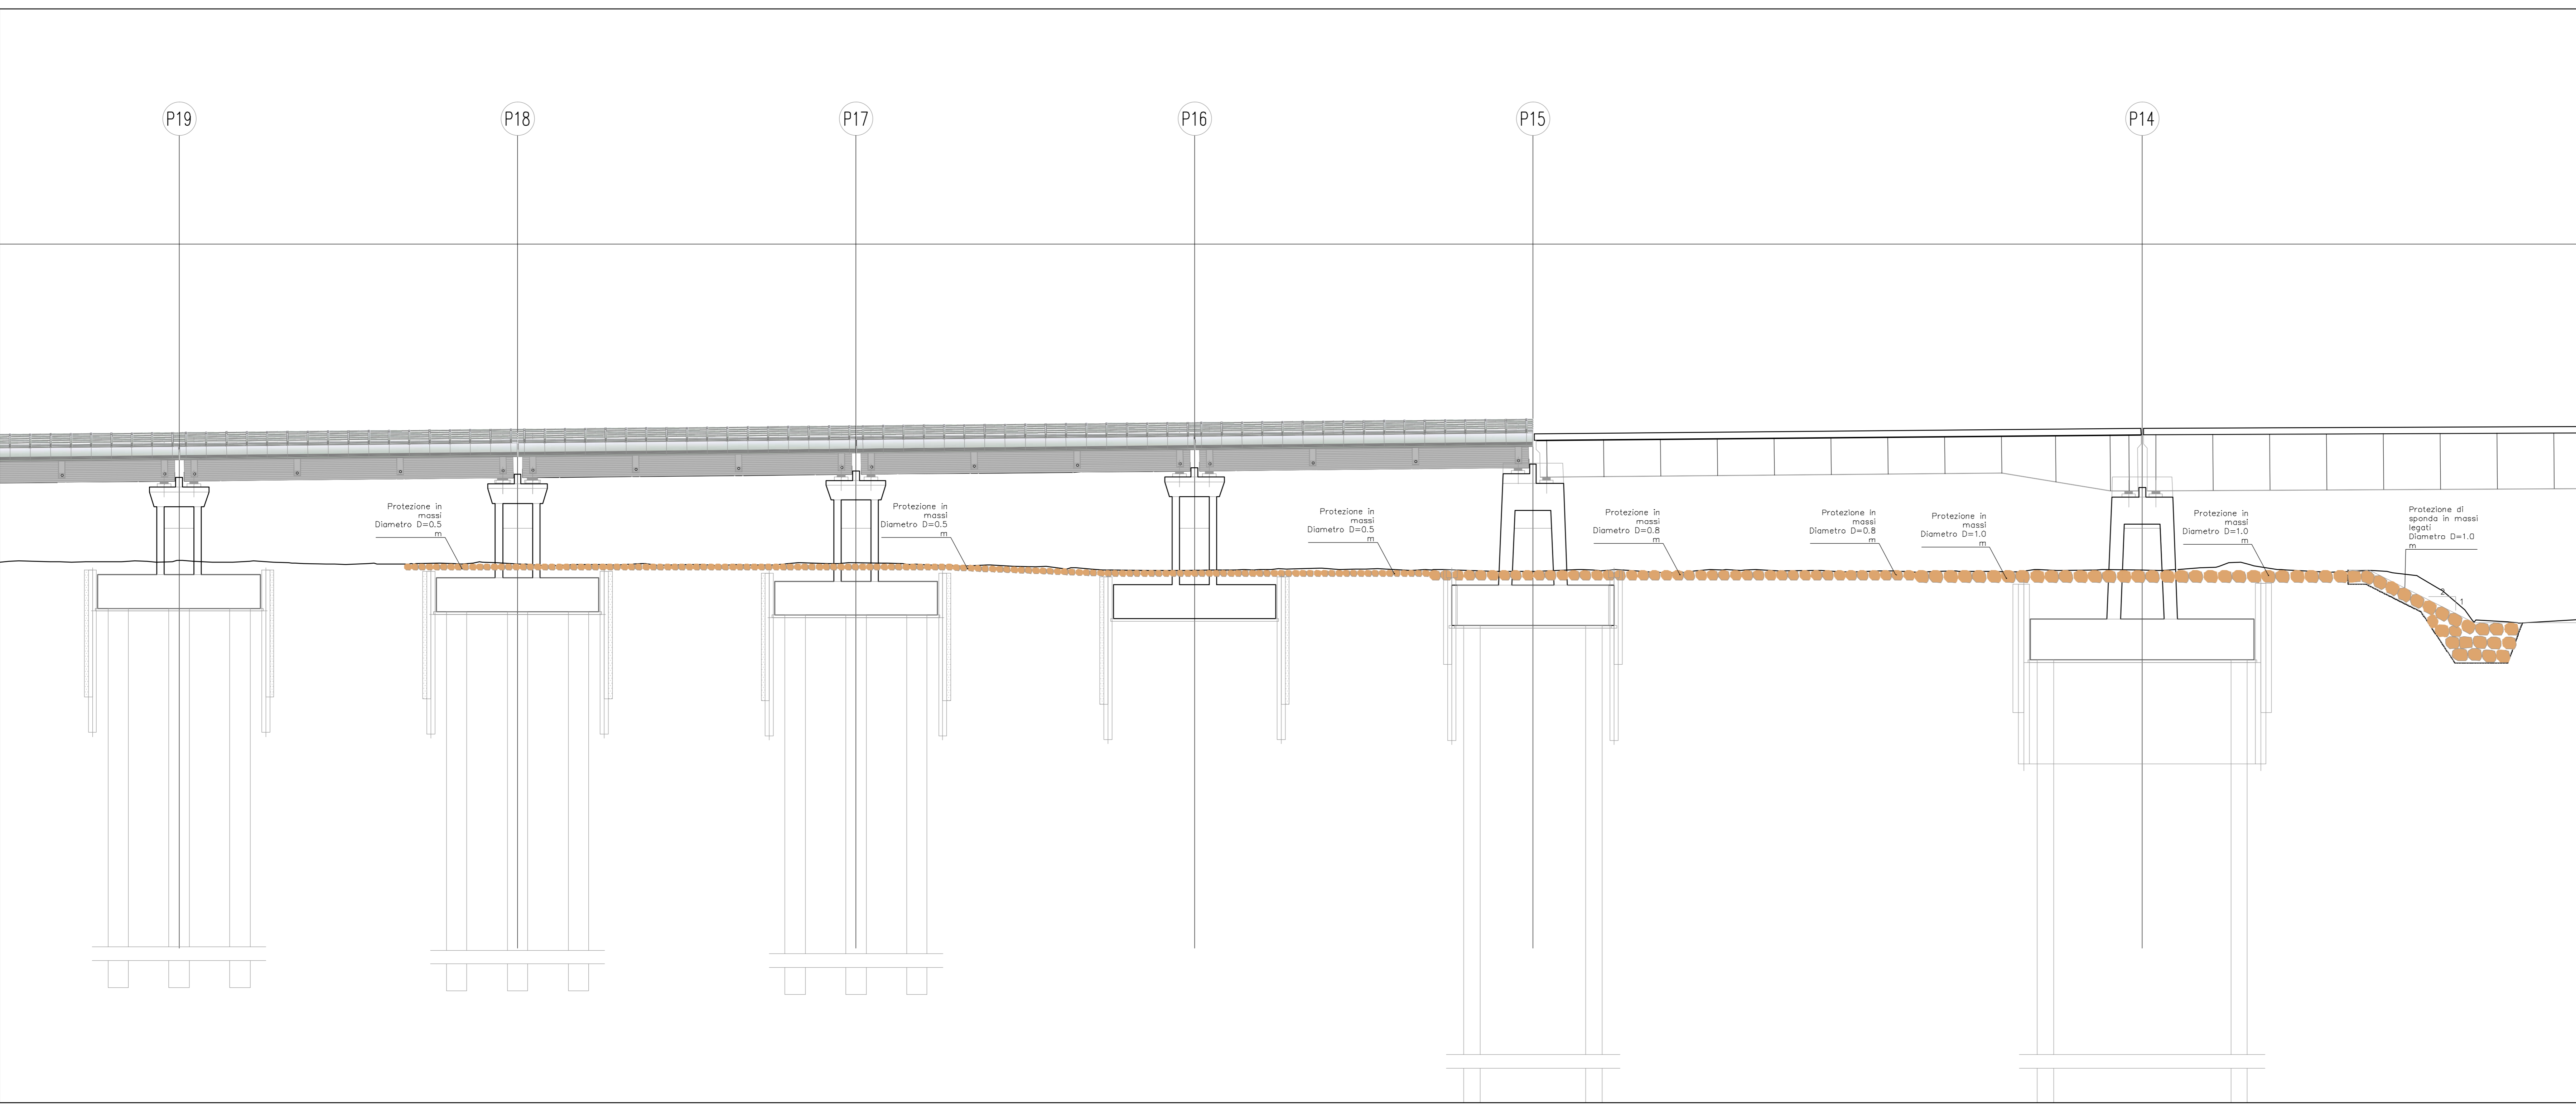 P19
P18
P17
P16
P15
P14
Protezione in
massi
Diametro D=0.5
m
Protezione in
massi
Diametro D=0.5
m
Protezione in
massi
Diametro D=0.5
m
Protezione in
massi
Diametro D=0.8
m
Protezione in
massi
Diametro D=0.8
m
Protezione in
massi
Diametro D=1.0
m
Protezione in
massi
Diametro D=1.0
m
Protezione di
sponda in massi
legati
Diametro D=1.0
m
2
1